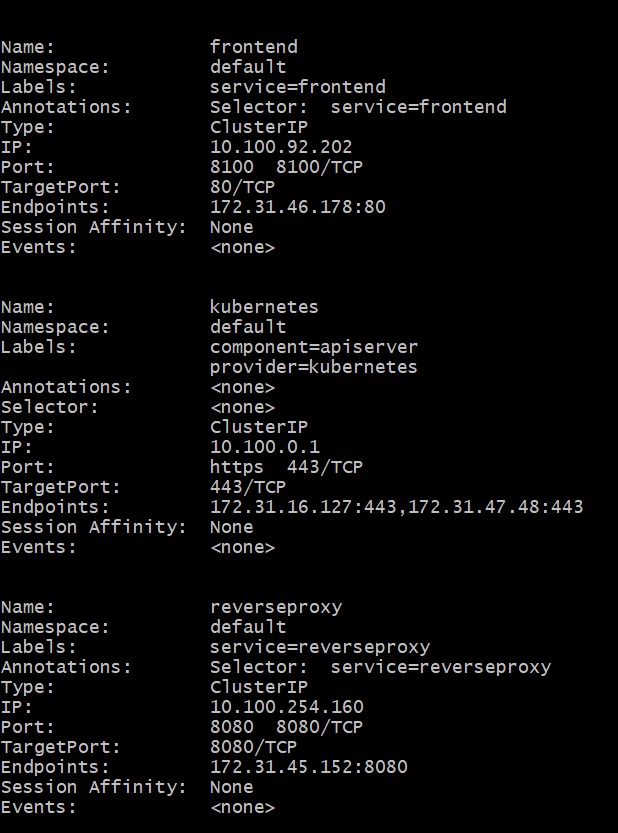 Name:              frontend
Namespace:         default
Labels:            service=frontend
Annotations:       Selector:  service=frontend
Type:              ClusterIP
IP:                10.100.92.202
Port:              8100  8100/TCP
TargetPort:        80/TCP
Endpoints:         172.31.46.178:80
Session Affinity:  None
Events:            <none>
Name:              kubernetes
Namespace:         default
Labels:            component=apiserver
                   provider=kubernetes
Annotations:       <none>
Selector:          <none>
Type:              ClusterIP
IP:                10.100.0.1
Port:              https  443/TCP
TargetPort:        443/TCP
Endpoints:         172.31.16.127:443,172.31.47.48:443
Session Affinity:  None
Events:            <none>
Name:              reverseproxy
Namespace:         default
Labels:            service=reverseproxy
Annotations:       Selector:  service=reverseproxy
Type:              ClusterIP
IP:                10.100.254.160
Port:              8080  8080/TCP
TargetPort:        8080/TCP
Endpoints:         172.31.45.152:8080
Session Affinity:  None
Events:            <none>